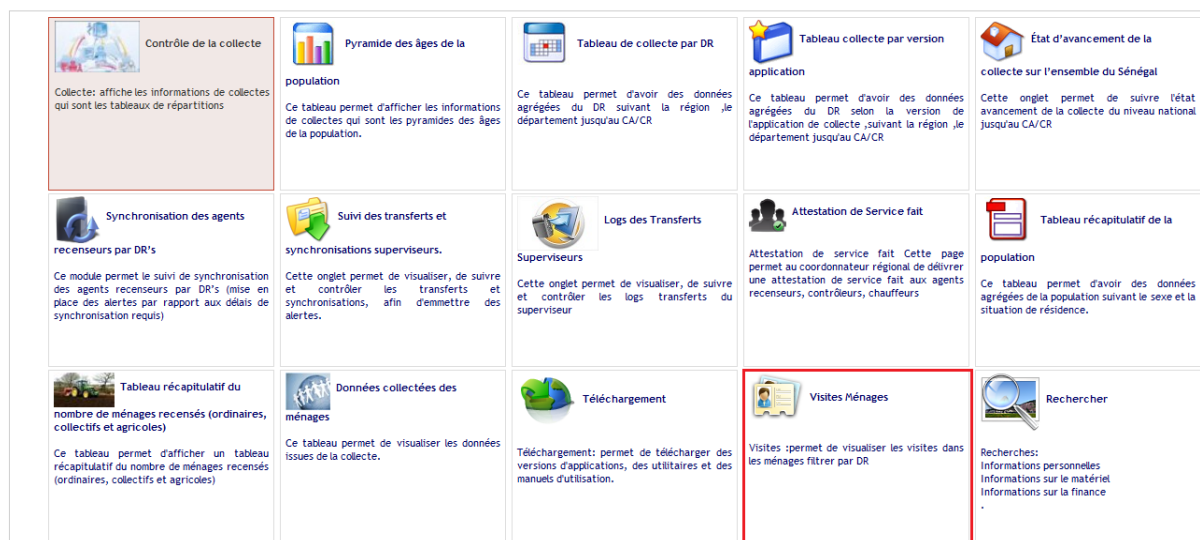 Contrôle de la collecte
Collecte: affiche les informations de collectes
qui sont les tableaux de répartitions
Pyramide des âges de la
population
Ce tableau permet d'afficher les informations
de collectes qui sont les pyramides des âges
de la population.
Tableau de collecte par DR
Ce tableau permet d'avoir des données
agrégées du DR suivant la région ,le
département jusqu'au CA/CR
Tableau collecte par version
application
Ce tableau permet d'avoir des données
agrégées du DR selon la version de
l'application de collecte ,suivant la région ,le
département jusqu'au CA/CR
État d’avancement de la
collecte sur l’ensemble du Sénégal
Cette onglet permet de suivre l'état
avancement de la collecte du niveau national
jusqu'au CA/CR
Synchronisation des agents
recenseurs par DR’s
Ce module permet le suivi de synchronisation
des agents recenseurs par DR’s (mise en
place des alertes par rapport aux délais de
synchronisation requis)
Suivi des transferts et
synchronisations superviseurs.
Cette onglet permet de visualiser, de suivre
et contrôler les transferts et
synchronisations, afin d'emmettre des
alertes.
Logs des Transferts
Superviseurs
Cette onglet permet de visualiser, de suivre
et contrôler les logs transferts du
superviseur
Attestation de Service fait
Attestation de service fait Cette page
permet au coordonnateur régional de délivrer
une attestation de service fait aux agents
recenseurs, contrôleurs, chauffeurs
Tableau récapitulatif de la
population
Ce tableau permet d'avoir des données
agrégées de la population suivant le sexe et la
situation de résidence.
Tableau récapitulatif du
nombre de ménages recensés (ordinaires,
collectifs et agricoles)
Ce tableau permet d'afficher un tableau
récapitulatif du nombre de ménages recensés
(ordinaires, collectifs et agricoles)
Données collectées des
ménages
Ce tableau permet de visualiser les données
issues de la collecte.
Téléchargement
Téléchargement: permet de télécharger des
versions d'applications, des utilitaires et des
manuels d'utilisation.
Visites Ménages
Visites :permet de visualiser les visites dans
les ménages filtrer par DR
Rechercher
Recherches:
Informations personnelles
Informations sur le matériel
Informations sur la finance
.